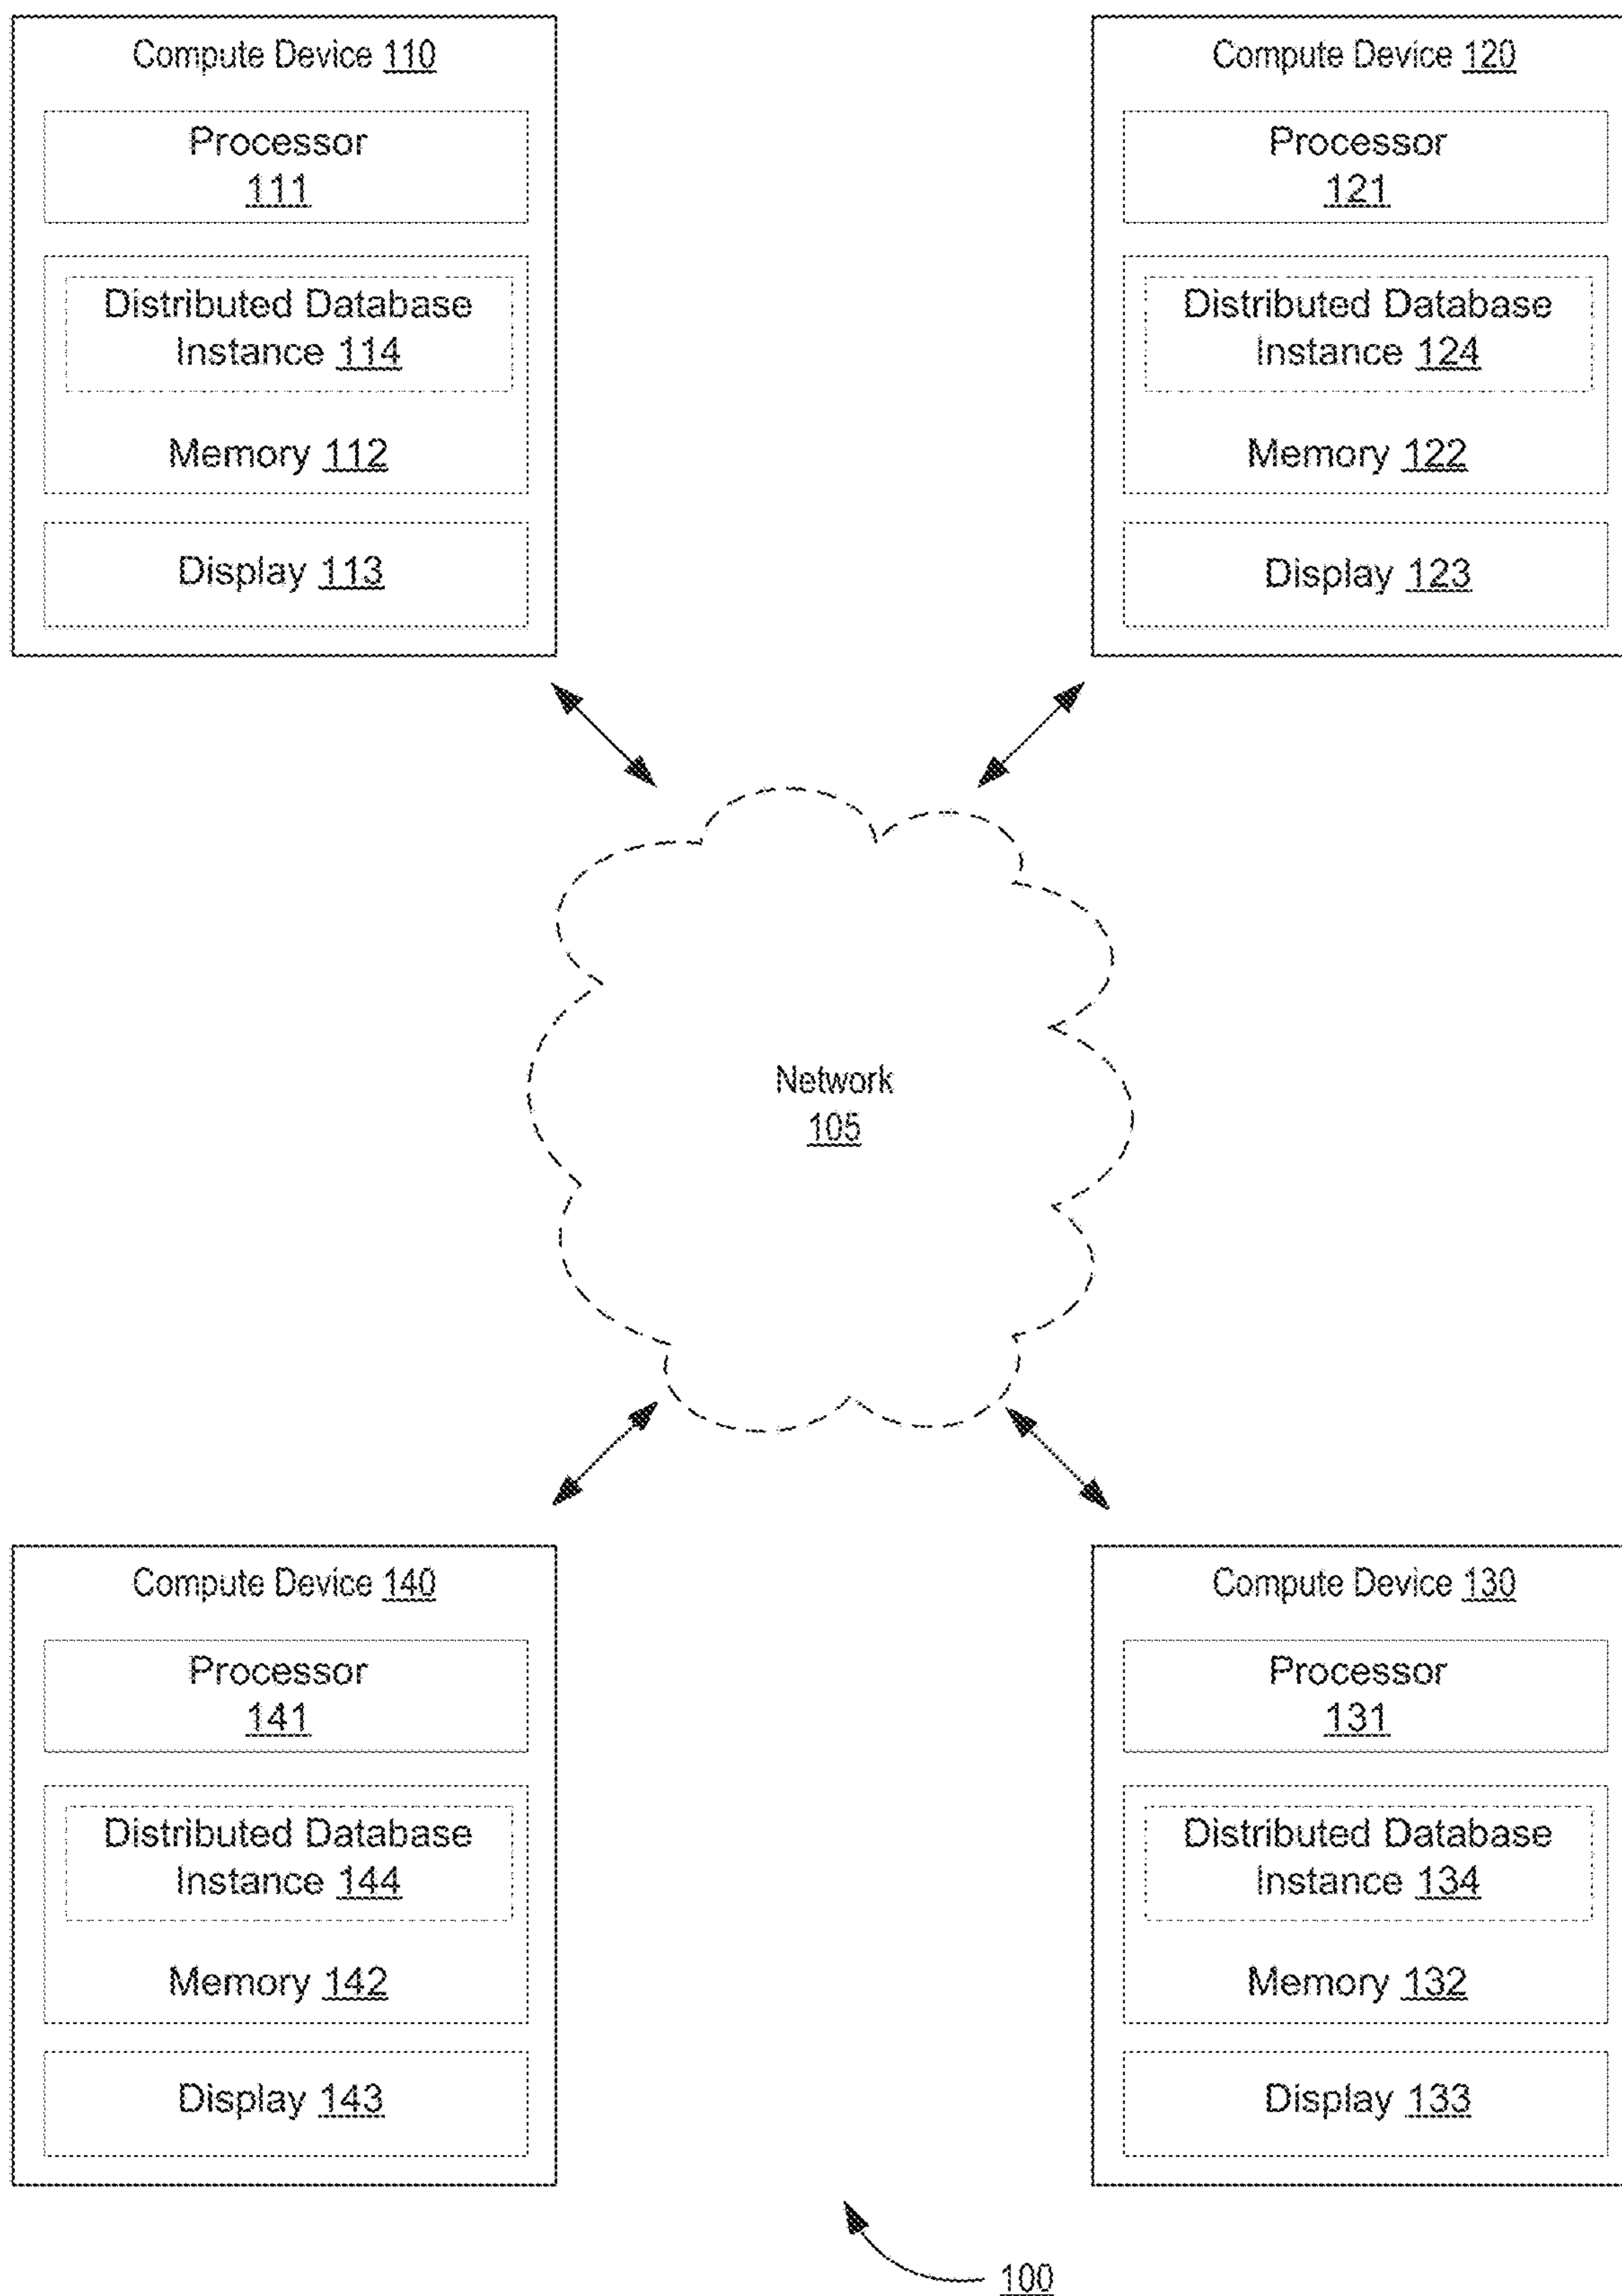 Compute Device 110
Processor
111
Distributed Database
Instance 114
Memory 112
Display 113
Compute Device 120
Processor
121
Distributed Database
Instance 124
Memory 122
Display 123
Network
105
Compute Device 140
Processor
141
Distributed Database
Instance 144
Memory 142
Display 143
Compute Device 130
Processor
131
Distributed Database
Instance 134
Memory 132
Display 133
100